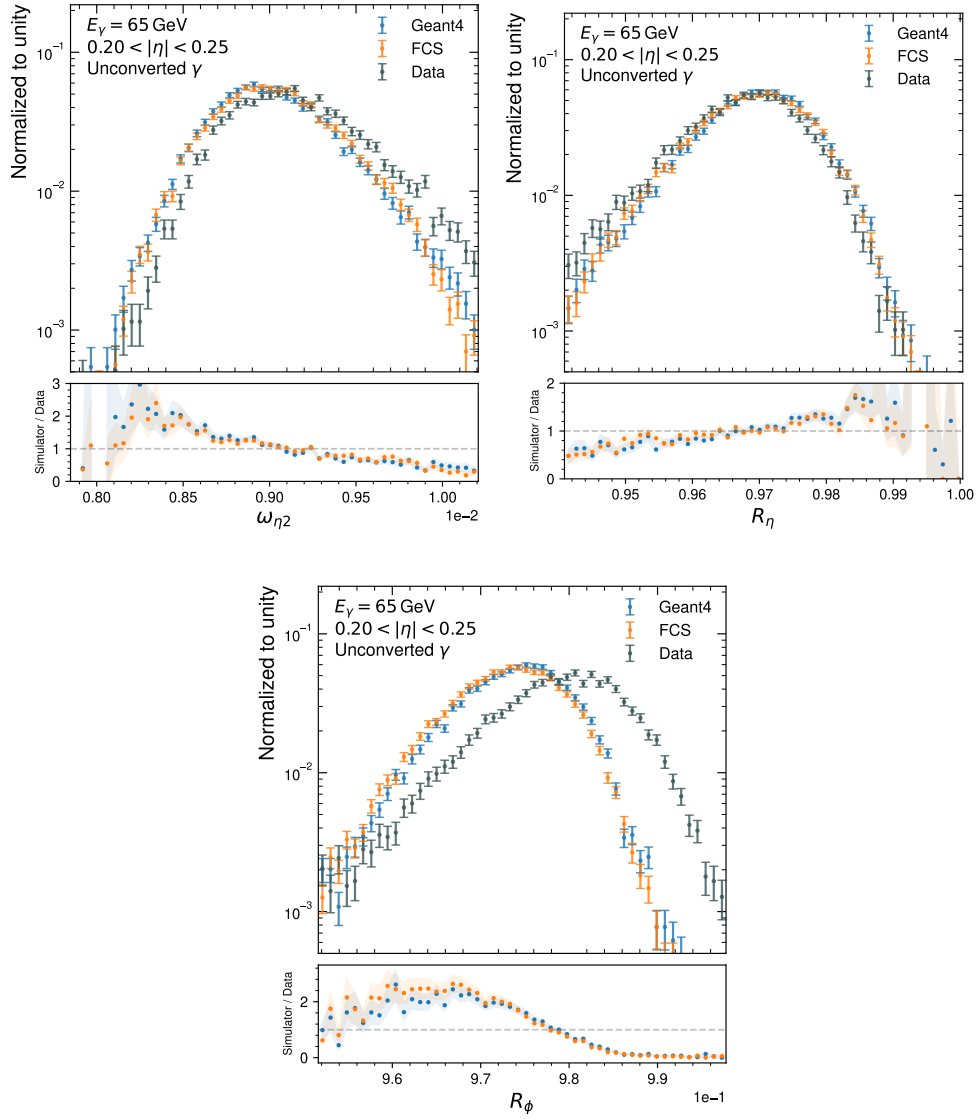 Normalized to unity
E_γ = 65 GeV
0.20 < |η| < 0.25
Unconverted γ
Geant4
FCS
Data
10⁻¹
10⁻²
10⁻³
Simulator / Data
3
2
1
0
0.80 0.85 0.90 0.95 1.00
1e−2
ω_η2
Normalized to unity
E_γ = 65 GeV
0.20 < |η| < 0.25
Unconverted γ
Geant4
FCS
Data
10⁻¹
10⁻²
10⁻³
Simulator / Data
2
1
0
0.95 0.96 0.97 0.98 0.99 1.00
R_η
Normalized to unity
E_γ = 65 GeV
0.20 < |η| < 0.25
Unconverted γ
Geant4
FCS
Data
10⁻¹
10⁻²
10⁻³
Simulator / Data
2
0
9.6 9.7 9.8 9.9
1e−1
R_ϕ